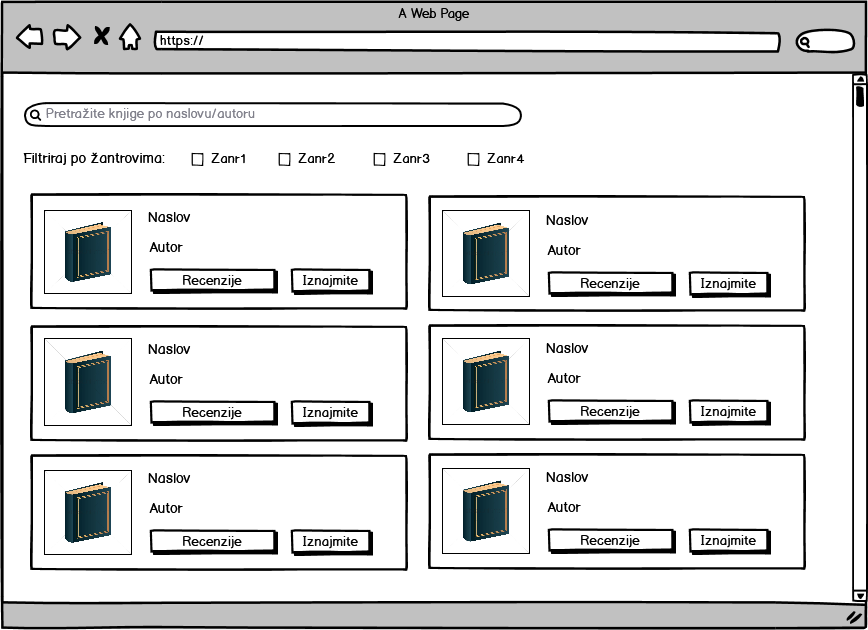 A Web Page
https://
Pretražite knjige po naslovu/autoru
Filtriraj po žantrovima: Zanr1 Zanr2 Zanr3 Zanr4
Naslov
Autor
Recenzije Iznajmite
Naslov
Autor
Recenzije Iznajmite
Naslov
Autor
Recenzije Iznajmite
Naslov
Autor
Recenzije Iznajmite
Naslov
Autor
Recenzije Iznajmite
Naslov
Autor
Recenzije Iznajmite